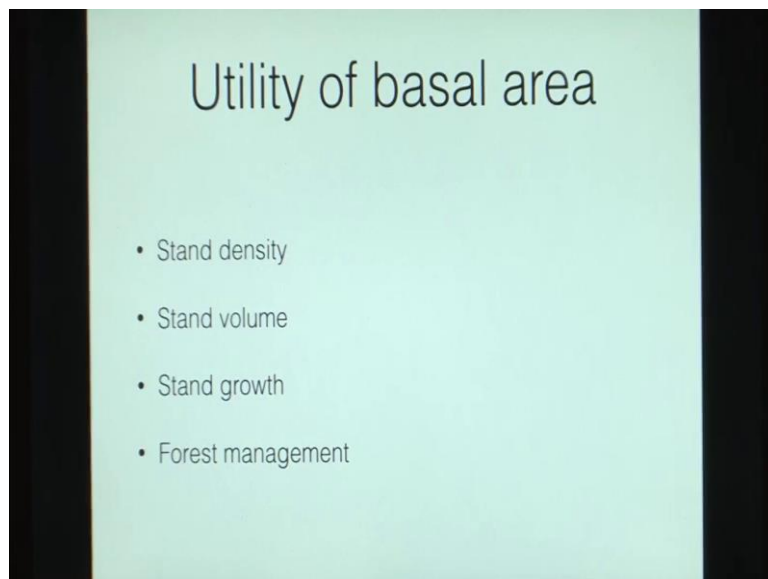 Utility of basal area
• Stand density
• Stand volume
• Stand growth
• Forest management